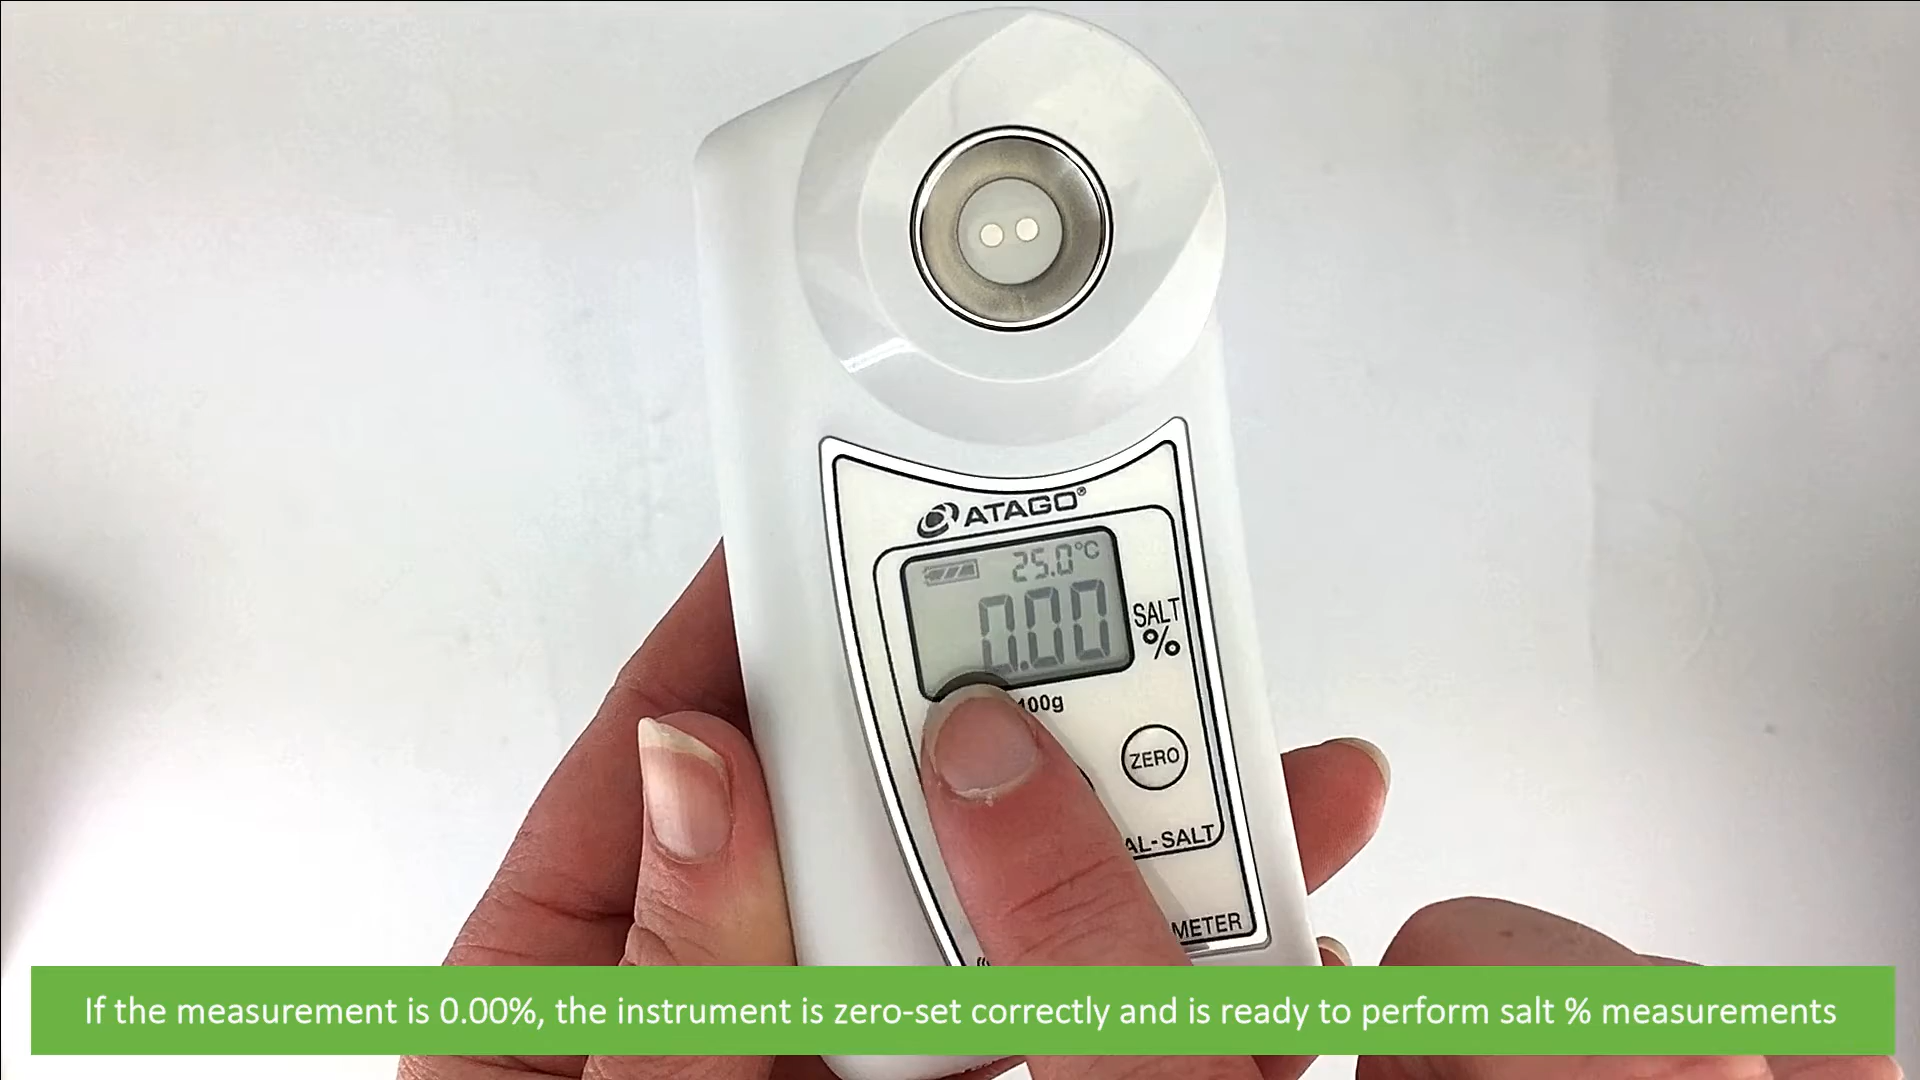 ATAGO®
25.0°C
0.00
SALT
%
100g
ZERO
AL-SALT
METER
If the measurement is 0.00%, the instrument is zero-set correctly and is ready to perform salt % measurements